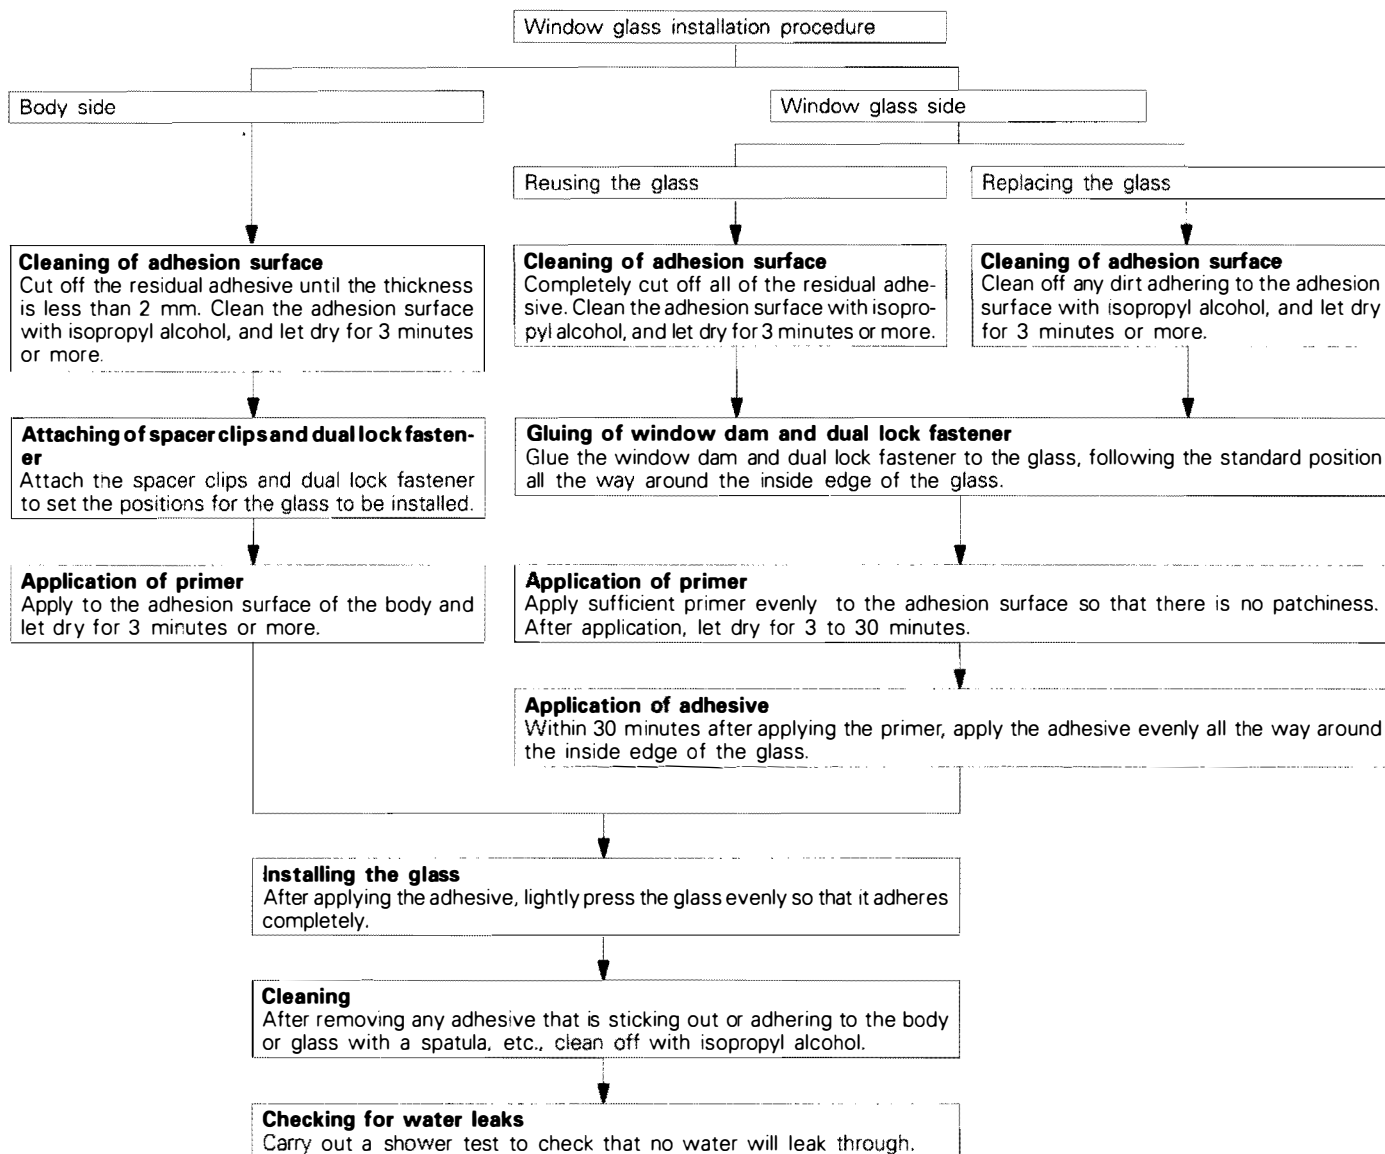 Window glass installation procedure
Body side
Window glass side
Reusing the glass
Replacing the glass
Cleaning of adhesion surface
Cut off the residual adhesive until the thickness
is less than 2 mm. Clean the adhesion surface
with isopropyl alcohol, and let dry for 3 minutes
or more.
Cleaning of adhesion surface
Completely cut off all of the residual adhe-
sive. Clean the adhesion surface with isopro-
pyl alcohol, and let dry for 3 minutes or more.
Cleaning of adhesion surface
Clean off any dirt adhering to the adhesion
surface with isopropyl alcohol, and let dry
for 3 minutes or more.
Attaching of spacer clips and dual lock fasten-
er
Attach the spacer clips and dual lock fastener
to set the positions for the glass to be installed.
Gluing of window dam and dual lock fastener
Glue the window dam and dual lock fastener to the glass, following the standard position
all the way around the inside edge of the glass.
Application of primer
Apply to the adhesion surface of the body and
let dry for 3 minutes or more.
Application of primer
Apply sufficient primer evenly to the adhesion surface so that there is no patchiness.
After application, let dry for 3 to 30 minutes.
Application of adhesive
Within 30 minutes after applying the primer, apply the adhesive evenly all the way around
the inside edge of the glass.
Installing the glass
After applying the adhesive, lightly press the glass evenly so that it adheres
completely.
Cleaning
After removing any adhesive that is sticking out or adhering to the body
or glass with a spatula, etc., clean off with isopropyl alcohol.
Checking for water leaks
Carry out a shower test to check that no water will leak through.